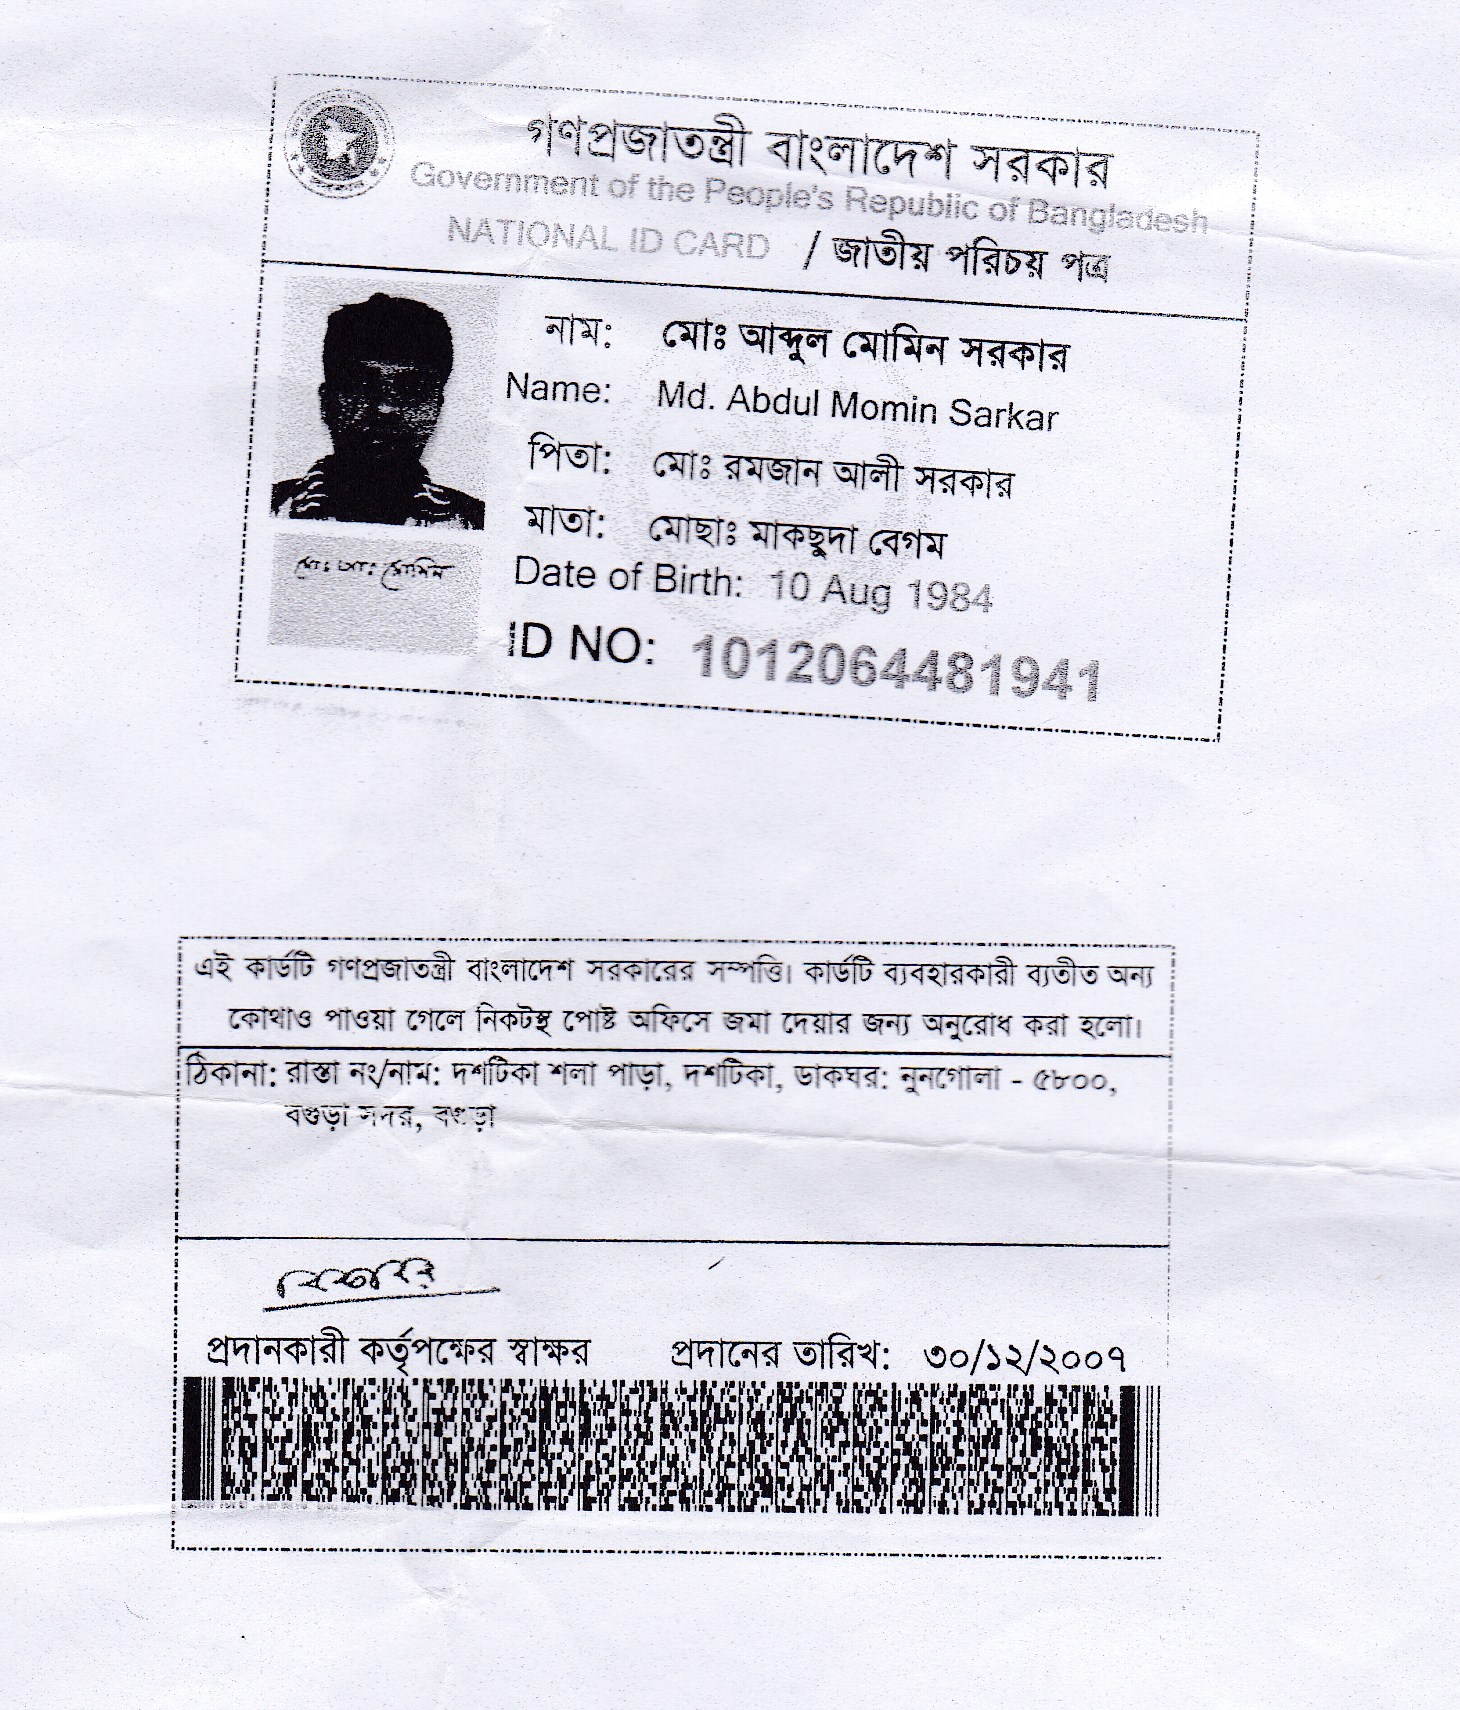 গণপ্রজাতন্ত্রী বাংলাদেশ সরকার
Government of the People's Republic of Bangladesh
NATIONAL ID CARD / জাতীয় পরিচয় পত্র
নাম: মোঃ আব্দুল মোমিন সরকার
Name: Md. Abdul Momin Sarkar
পিতা: মোঃ রমজান আলী সরকার
মাতা: মোছাঃ মাকছুদা বেগম
মোঃ আঃ মোমিন
Date of Birth: 10 Aug 1984
ID NO: 1012064481941
এই কার্ডটি গণপ্রজাতন্ত্রী বাংলাদেশ সরকারের সম্পত্তি। কার্ডটি ব্যবহারকারী ব্যতীত অন্য
কোথাও পাওয়া গেলে নিকটস্থ পোষ্ট অফিসে জমা দেয়ার জন্য অনুরোধ করা হলো।
ঠিকানা: রাস্তা নং/নাম: দশটিকা শলা পাড়া, দশটিকা, ডাকঘর: নুনগোলা - ৫৮০০,
বগুড়া সদর, বগুড়া
প্রদানকারী কর্তৃপক্ষের স্বাক্ষর প্রদানের তারিখ: ৩০/১২/২০০৭